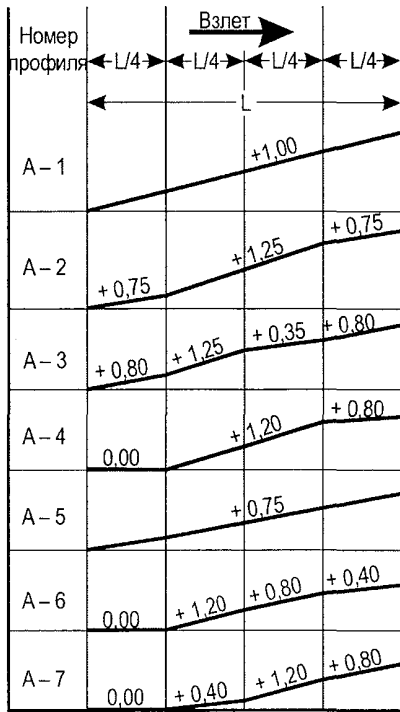 Номер профиля
Взлет
L/4 L/4 L/4 L/4
L
А – 1
+1,00
А – 2
+ 0,75
+ 1,25
+ 0,75
А – 3
+ 0,80
+ 1,25
+ 0,35
+ 0,80
А – 4
0,00
+ 1,20
+ 0,80
А – 5
+ 0,75
А – 6
0,00
+ 1,20
+ 0,80
+ 0,40
А – 7
0,00
+ 0,40
+ 1,20
+ 0,80